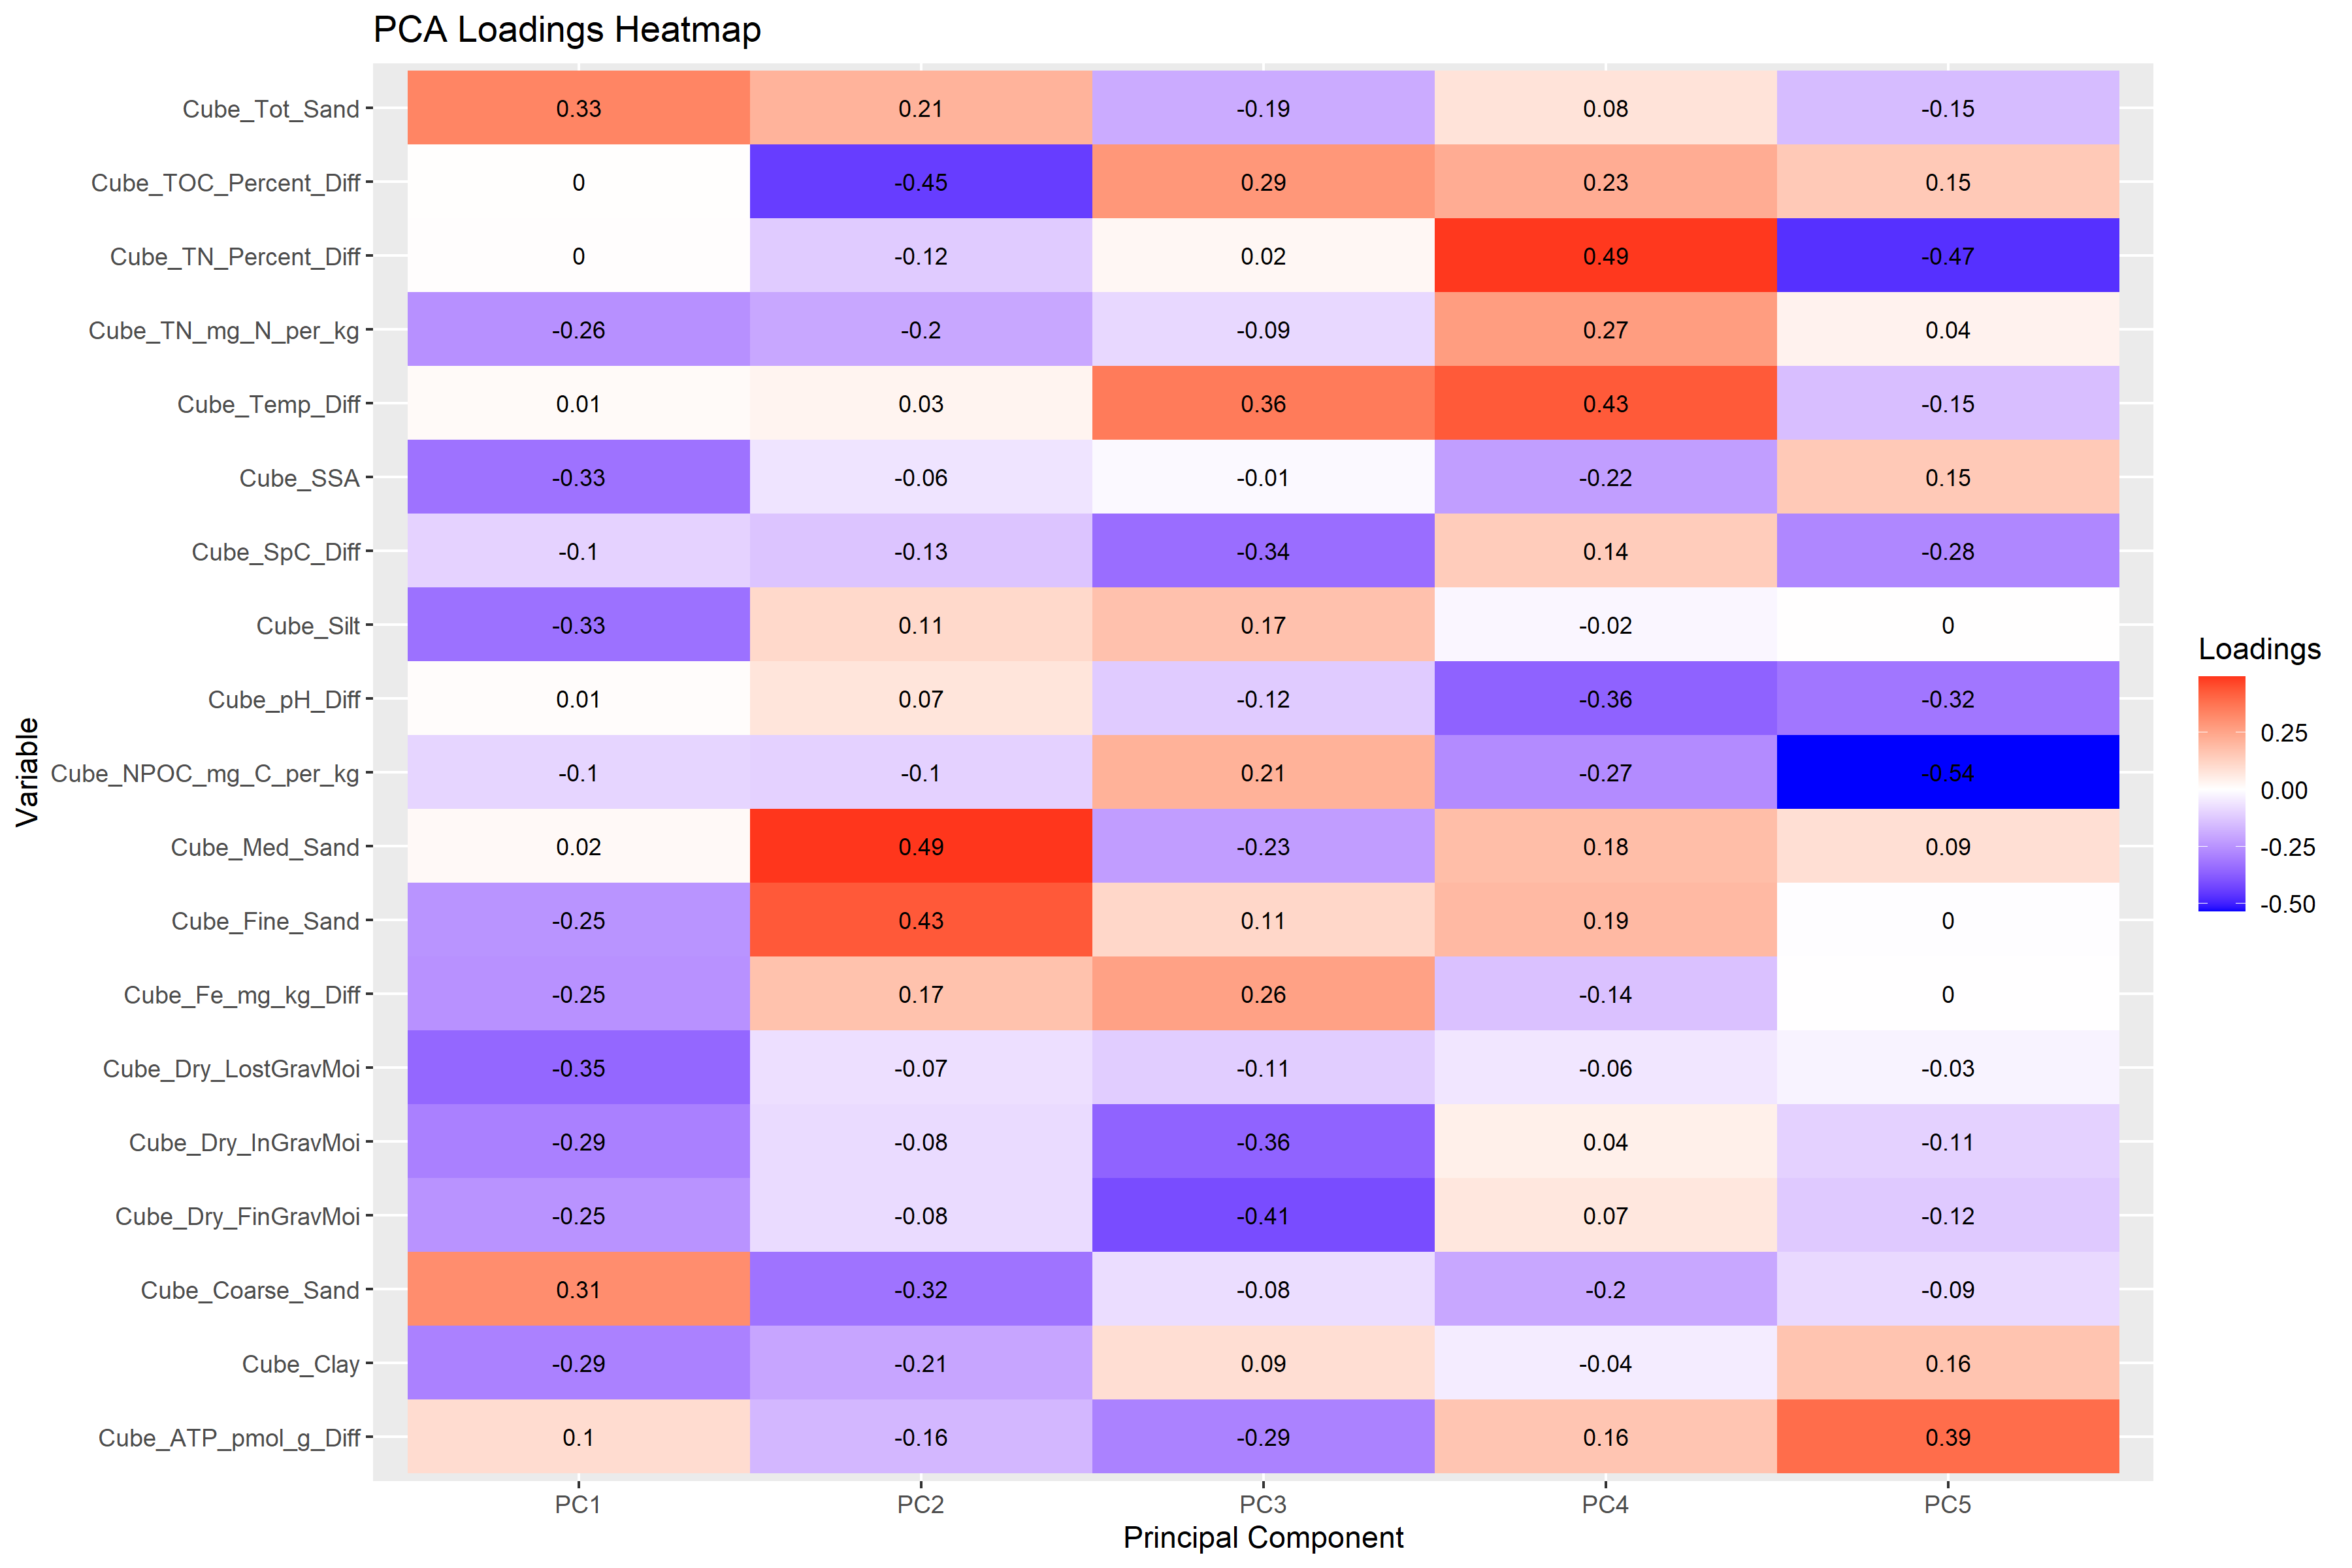 PCA Loadings Heatmap
Cube_Tot_Sand 0.33 0.21 -0.19 0.08 -0.15
Cube_TOC_Percent_Diff 0 -0.45 0.29 0.23 0.15
Cube_TN_Percent_Diff 0 -0.12 0.02 0.49 -0.47
Cube_TN_mg_N_per_kg -0.26 -0.2 -0.09 0.27 0.04
Cube_Temp_Diff 0.01 0.03 0.36 0.43 -0.15
Cube_SSA -0.33 -0.06 -0.01 -0.22 0.15
Cube_SpC_Diff -0.1 -0.13 -0.34 0.14 -0.28
Cube_Silt -0.33 0.11 0.17 -0.02 0
Cube_pH_Diff 0.01 0.07 -0.12 -0.36 -0.32
Cube_NPOC_mg_C_per_kg -0.1 -0.1 0.21 -0.27 -0.54
Cube_Med_Sand 0.02 0.49 -0.23 0.18 0.09
Cube_Fine_Sand -0.25 0.43 0.11 0.19 0
Cube_Fe_mg_kg_Diff -0.25 0.17 0.26 -0.14 0
Cube_Dry_LostGravMoi -0.35 -0.07 -0.11 -0.06 -0.03
Cube_Dry_InGravMoi -0.29 -0.08 -0.36 0.04 -0.11
Cube_Dry_FinGravMoi -0.25 -0.08 -0.41 0.07 -0.12
Cube_Coarse_Sand 0.31 -0.32 -0.08 -0.2 -0.09
Cube_Clay -0.29 -0.21 0.09 -0.04 0.16
Cube_ATP_pmol_g_Diff 0.1 -0.16 -0.29 0.16 0.39
PC1 PC2 PC3 PC4 PC5
Principal Component
Variable
Loadings
0.25
0.00
-0.25
-0.50